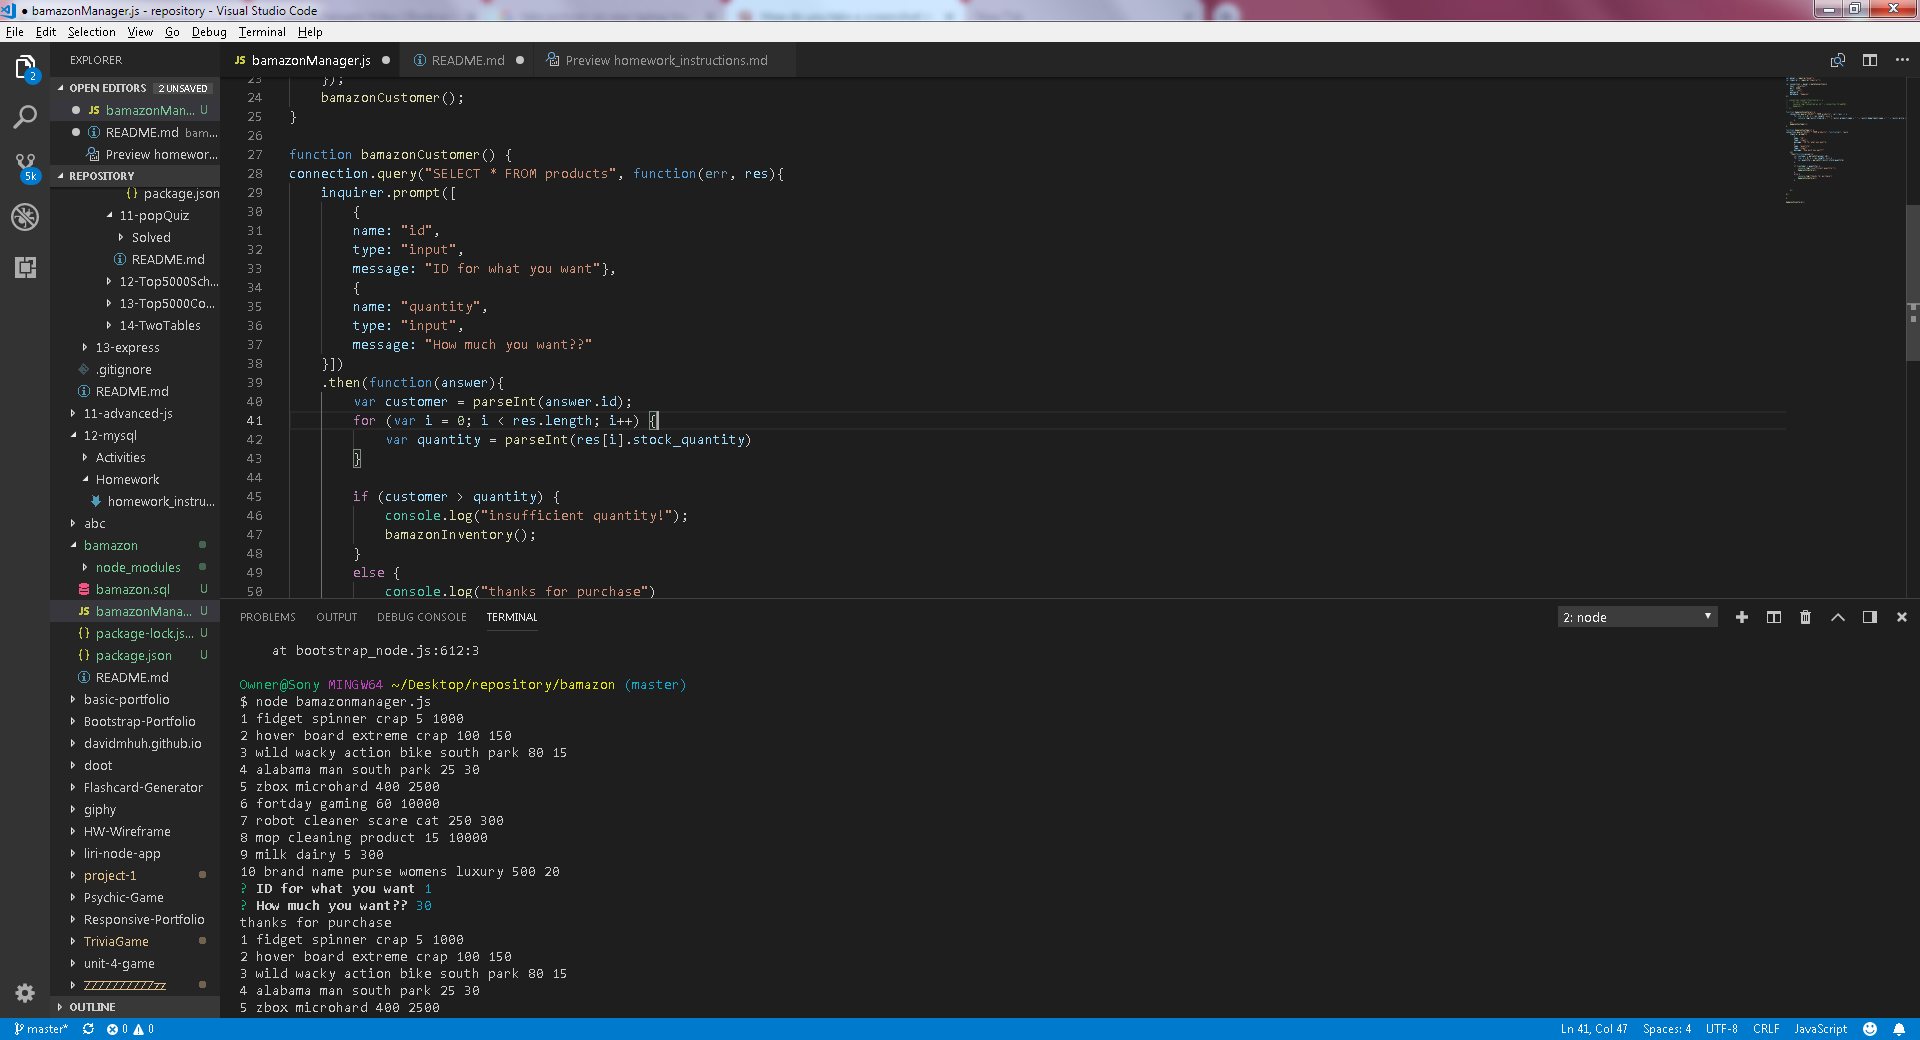 bamazonManager.js - repository - Visual Studio Code
File Edit Selection View Go Debug Terminal Help
EXPLORER
OPEN EDITORS 2 UNSAVED
bamazonMan... U
README.md bam...
Preview homewor...
REPOSITORY
package.json
11-popQuiz
Solved
README.md
12-Top5000Sch...
13-Top5000Co...
14-TwoTables
13-express
.gitignore
README.md
11-advanced-js
12-mysql
Activities
Homework
homework_instru...
abc
bamazon
node_modules
bamazon.sql U
bamazonMana... U
package-lock.js... U
package.json U
README.md
basic-portfolio
Bootstrap-Portfolio
davidmhuh.github.io
doot
Flashcard-Generator
giphy
HW-Wireframe
liri-node-app
project-1
Psychic-Game
Responsive-Portfolio
TriviaGame
unit-4-game
OUTLINE
2
5k
JS bamazonManager.js README.md Preview homework_instructions.md
23 });
24 bamazonCustomer();
25 }
26
27 function bamazonCustomer() {
28 connection.query("SELECT * FROM products", function(err, res){
29 inquirer.prompt([
30 {
31 name: "id",
32 type: "input",
33 message: "ID for what you want"},
34 {
35 name: "quantity",
36 type: "input",
37 message: "How much you want??"
38 }])
39 .then(function(answer){
40 var customer = parseInt(answer.id);
41 for (var i = 0; i < res.length; i++) {
42 var quantity = parseInt(res[i].stock_quantity)
43 }
44
45 if (customer > quantity) {
46 console.log("insufficient quantity!");
47 bamazonInventory();
48 }
49 else {
50 console.log("thanks for purchase")
PROBLEMS OUTPUT DEBUG CONSOLE TERMINAL 2: node
at bootstrap_node.js:612:3
Owner@Sony MINGW64 ~/Desktop/repository/bamazon (master)
$ node bamazonmanager.js
1 fidget spinner crap 5 1000
2 hover board extreme crap 100 150
3 wild wacky action bike south park 80 15
4 alabama man south park 25 30
5 zbox microhard 400 2500
6 fortday gaming 60 10000
7 robot cleaner scare cat 250 300
8 mop cleaning product 15 10000
9 milk dairy 5 300
10 brand name purse womens luxury 500 20
? ID for what you want 1
? How much you want?? 30
thanks for purchase
1 fidget spinner crap 5 1000
2 hover board extreme crap 100 150
3 wild wacky action bike south park 80 15
4 alabama man south park 25 30
5 zbox microhard 400 2500
master* 0 0 Ln 41, Col 47 Spaces: 4 UTF-8 CRLF JavaScript